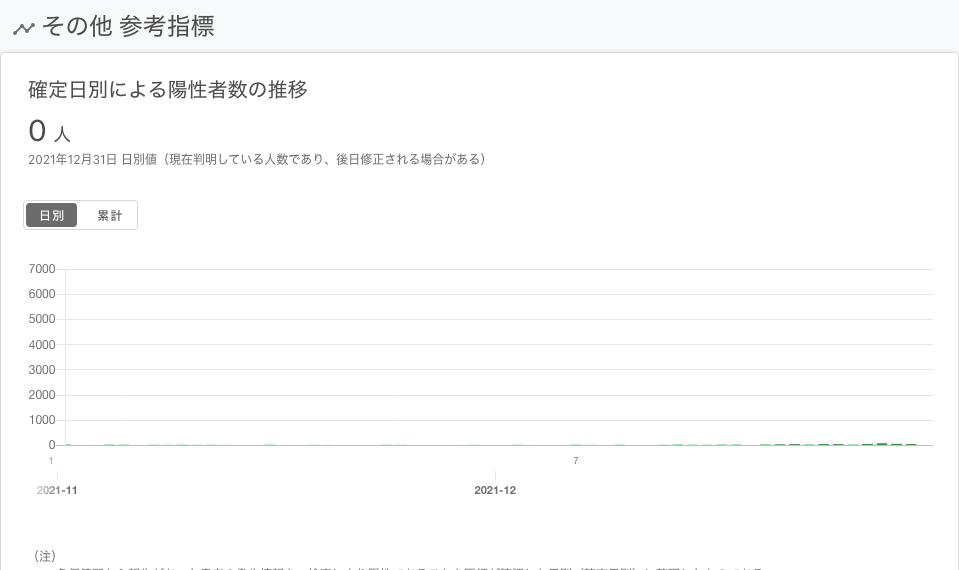 その他 参考指標
確定日別による陽性者数の推移
0 人
2021年12月31日 日別値（現在判明している人数であり、後日修正される場合がある）
日別 累計
7000
6000
5000
4000
3000
2000
1000
0
1 7
2021-11 2021-12
（注）